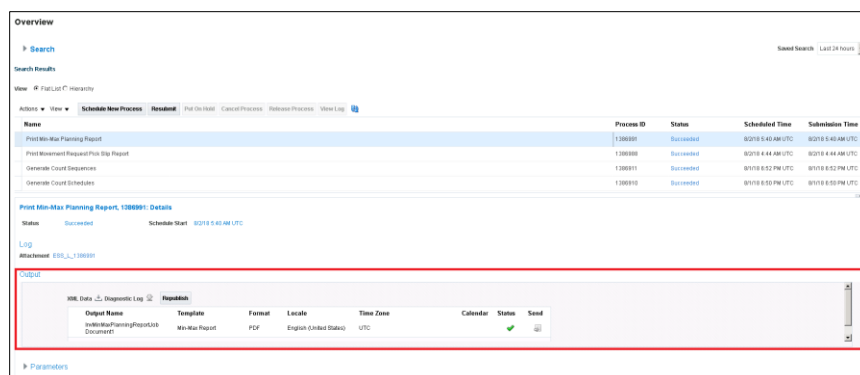 Overview
Search
Saved Search Last 24 hours
Search Results
View Flat List Hierarchy
Actions View Schedule New Process Resubmit Put On Hold Cancel Process Release Process View Log
Name Process ID Status Scheduled Time Submission Time
Print Min-Max Planning Report 1386991 Succeeded 8/2/18 5:40 AM UTC 8/2/18 5:40 AM UTC
Print Movement Request Pick Slip Report Succeeded 8/2/18 4:44 AM UTC 8/2/18 4:44 AM UTC
Generate Count Sequences 1386911 Succeeded 8/1/18 6:52 PM UTC 8/1/18 6:52 PM UTC
Generate Count Schedules 1386910 Succeeded 8/1/18 6:50 PM UTC 8/1/18 6:50 PM UTC
Print Min-Max Planning Report, 1386991: Details
Status Succeeded Schedule Start 8/2/18 5:40 AM UTC
Log
Attachment ESS_L_1386991
Output
XML Data Diagnostic Log Republish
Output Name Template Format Locale Time Zone Calendar Status Send
InvMinMaxPlanningReportJob Min-Max Report PDF English (United States) UTC
Document1
Parameters